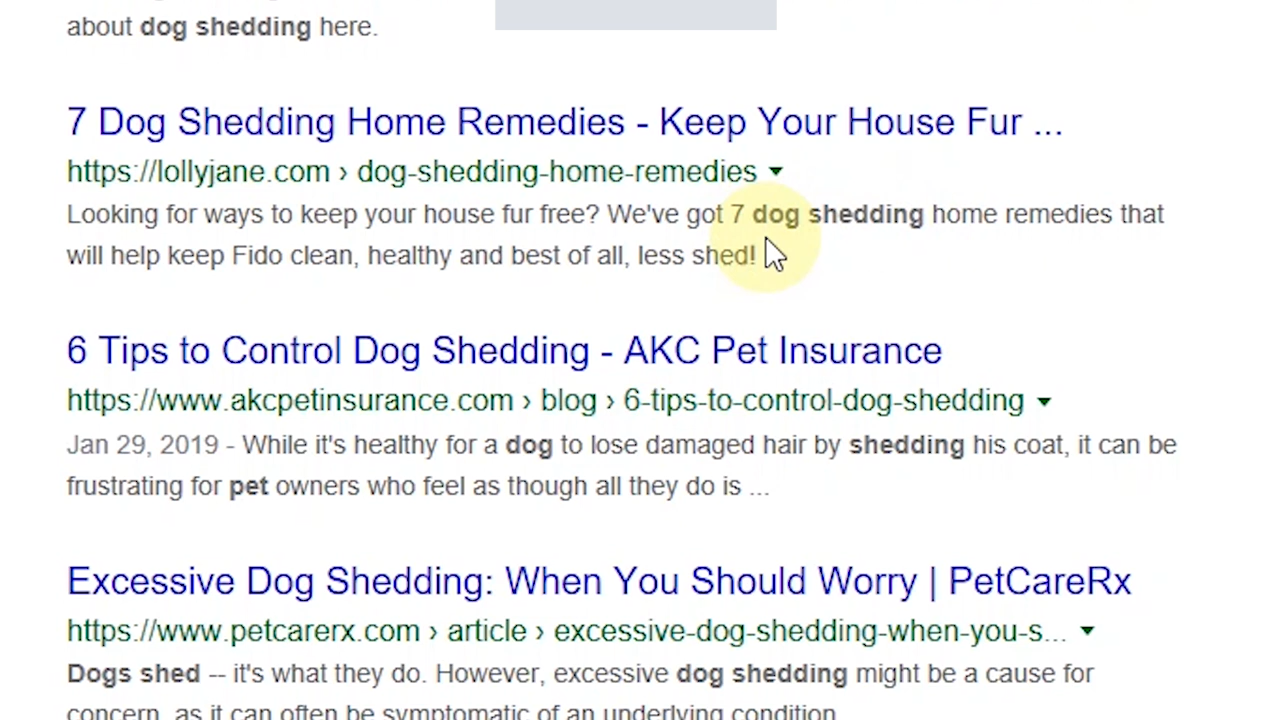 about dog shedding here.
7 Dog Shedding Home Remedies - Keep Your House Fur ...
https://lollyjane.com › dog-shedding-home-remedies
Looking for ways to keep your house fur free? We've got 7 dog shedding home remedies that
will help keep Fido clean, healthy and best of all, less shed!
6 Tips to Control Dog Shedding - AKC Pet Insurance
https://www.akcpetinsurance.com › blog › 6-tips-to-control-dog-shedding
Jan 29, 2019 - While it's healthy for a dog to lose damaged hair by shedding his coat, it can be
frustrating for pet owners who feel as though all they do is ...
Excessive Dog Shedding: When You Should Worry | PetCareRx
https://www.petcarerx.com › article › excessive-dog-shedding-when-you-s...
Dogs shed -- it's what they do. However, excessive dog shedding might be a cause for
concern, as it can often be symptomatic of an underlying condition.